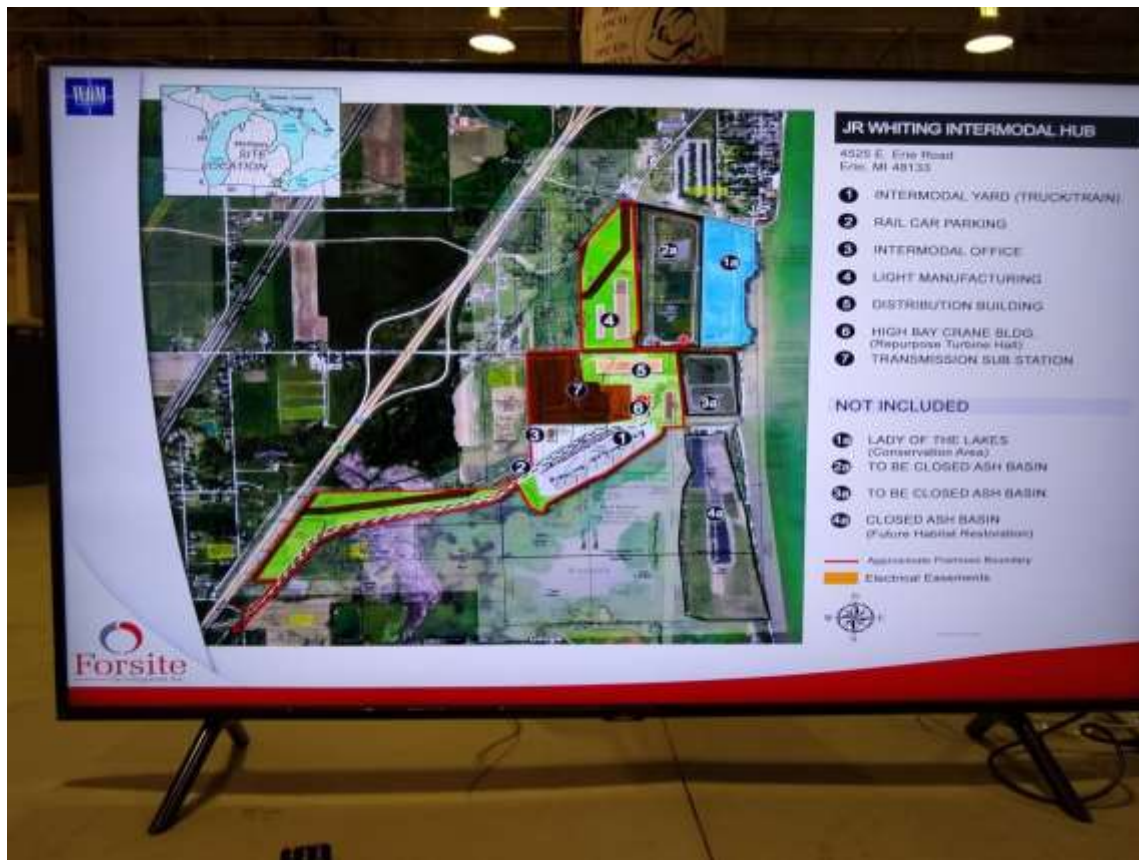 JR WHITING INTERMODAL HUB
4525 E. Erie Road
Erie, MI 48133
1 INTERMODAL YARD (TRUCK/TRAIN)
2 RAIL CAR PARKING
3 INTERMODAL OFFICE
4 LIGHT MANUFACTURING
5 DISTRIBUTION BUILDING
6 HIGH BAY CRANE BLDG.
(Repurpose Turbine Hall)
7 TRANSMISSION SUB STATION
NOT INCLUDED
1a LADY OF THE LAKES
(Conservation Area)
2a TO BE CLOSED ASH BASIN
3a TO BE CLOSED ASH BASIN
4a CLOSED ASH BASIN
(Future Habitat Restoration)
Approximate Premises Boundary
Electrical Easements
SITE
LOCATION
2a
1a
4
5
7
6
3a
3
1
2
4a
Forsite